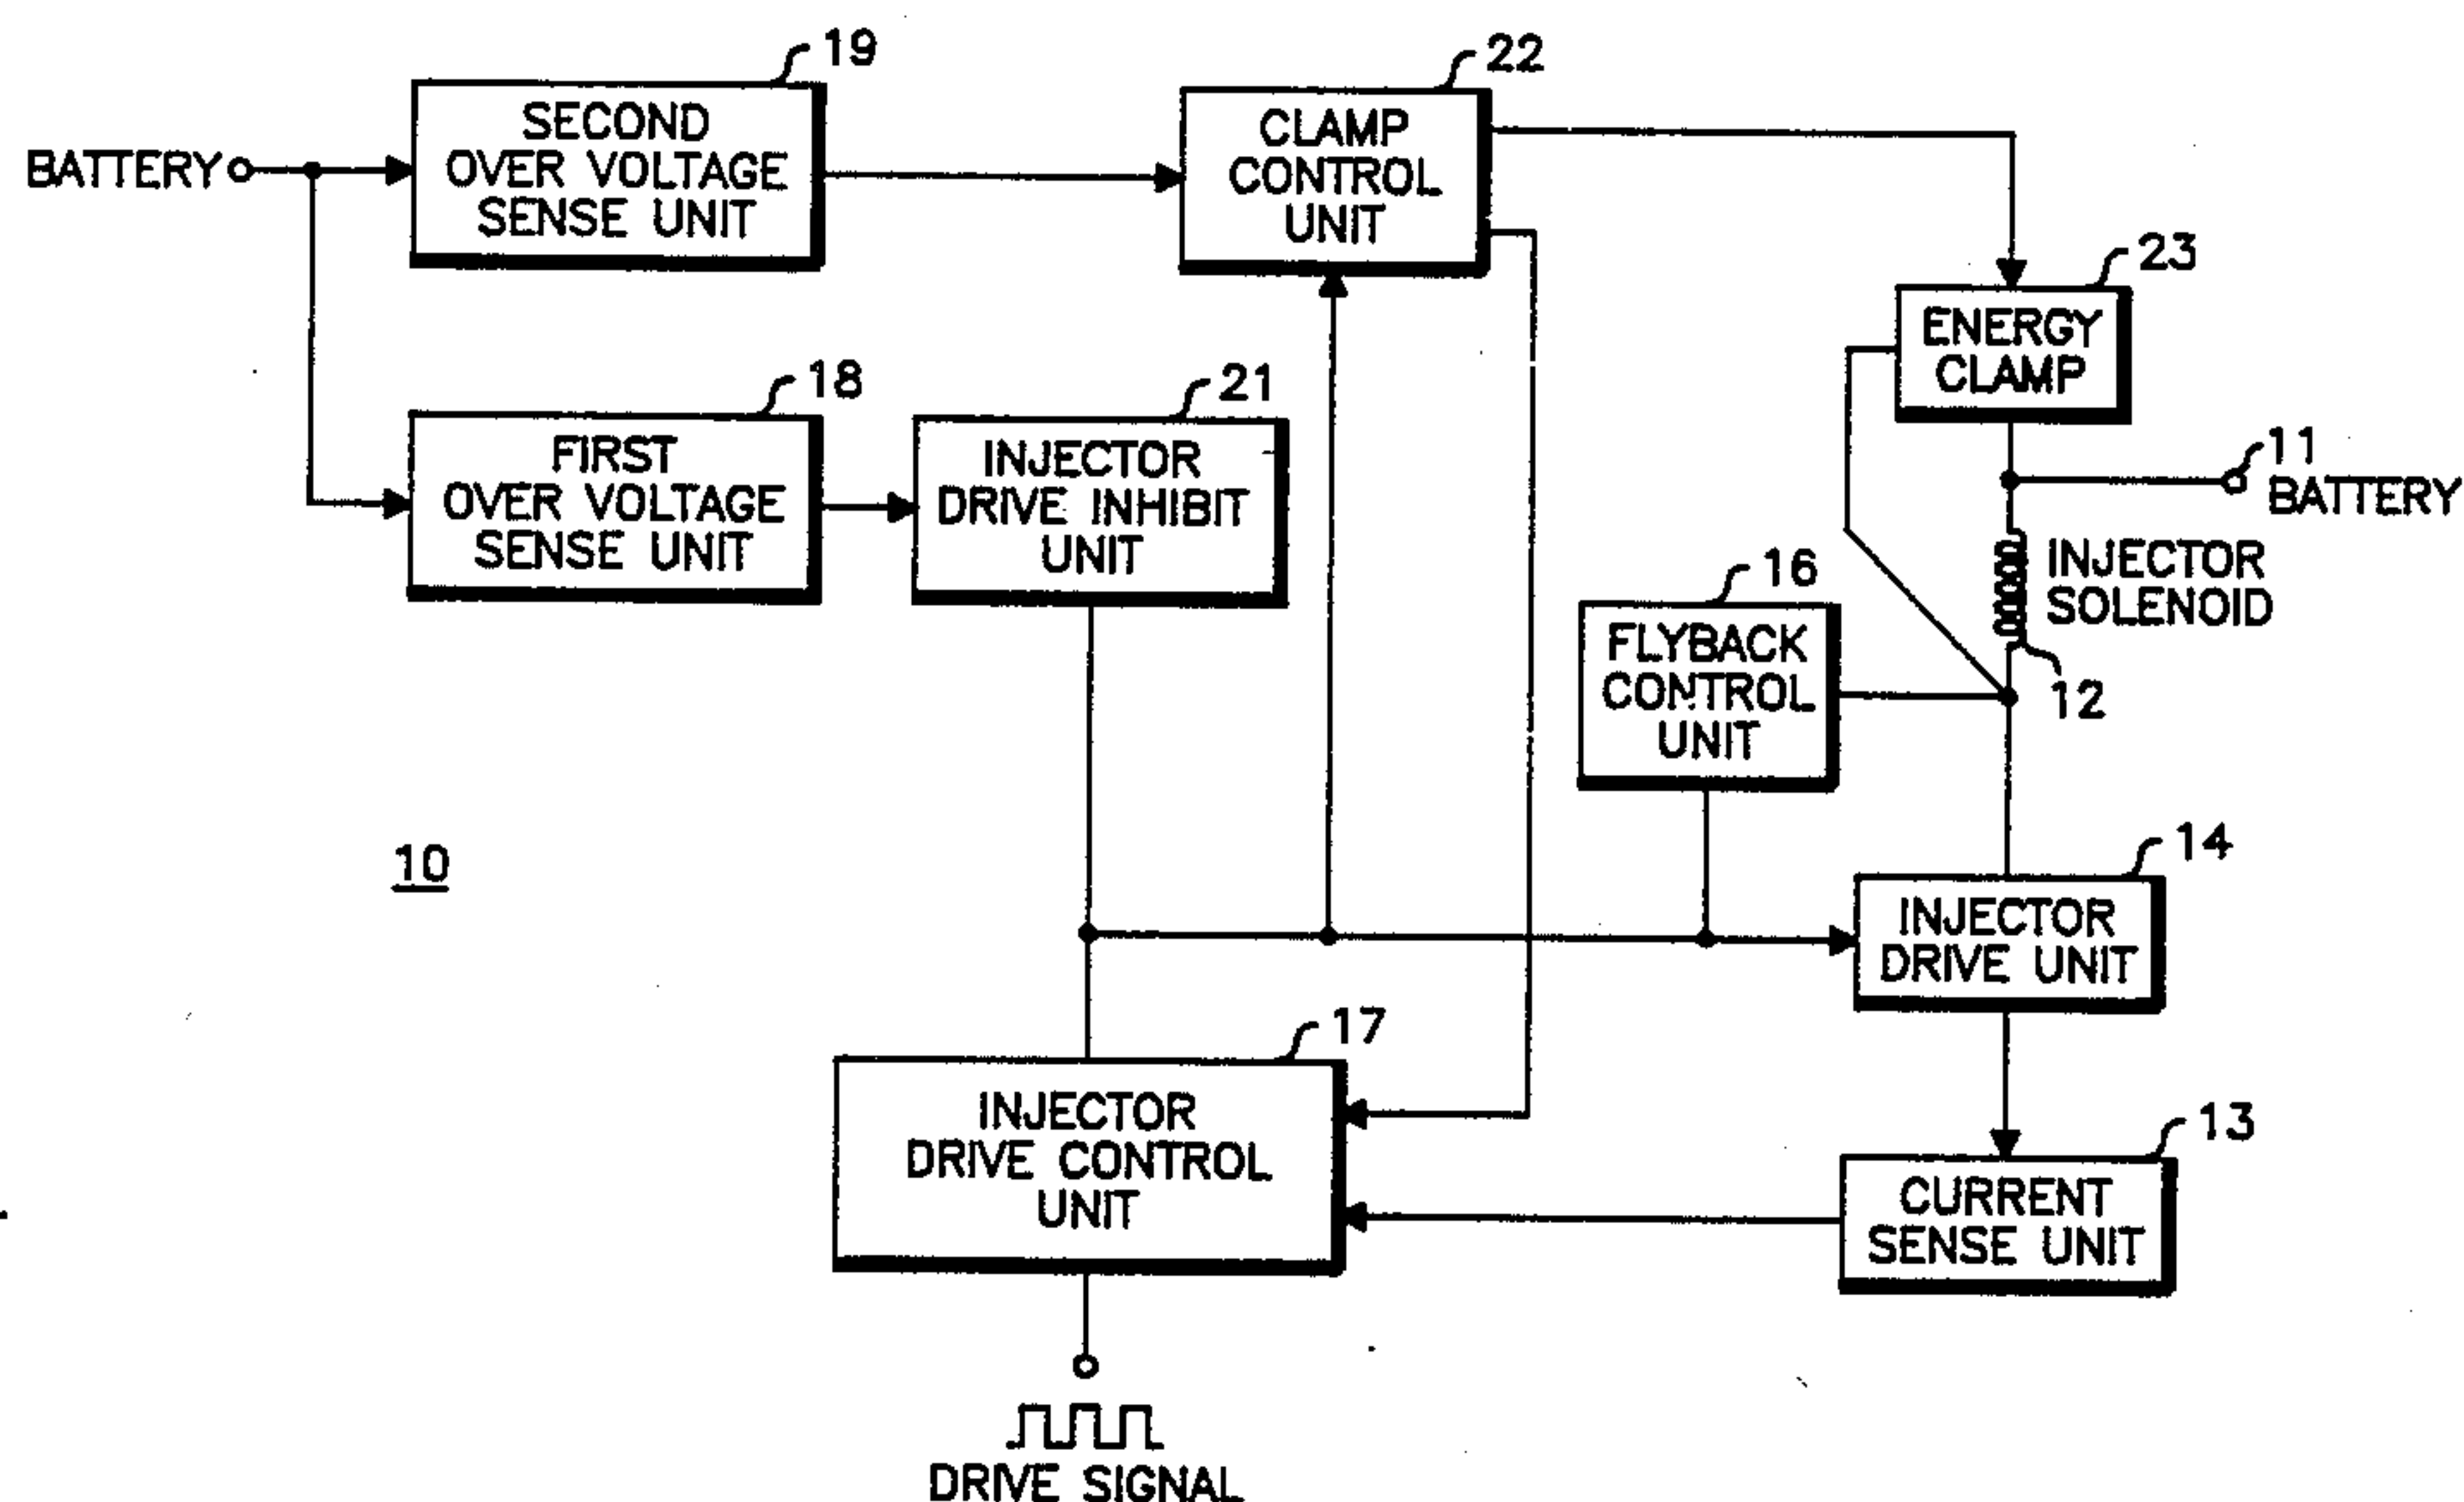 19
SECOND
OVER VOLTAGE
SENSE UNIT
BATTERY
22
CLAMP
CONTROL
UNIT
23
ENERGY
CLAMP
18
FIRST
OVER VOLTAGE
SENSE UNIT
21
INJECTOR
DRIVE INHIBIT
UNIT
11
BATTERY
INJECTOR
SOLENOID
12
16
FLYBACK
CONTROL
UNIT
10
14
INJECTOR
DRIVE UNIT
17
INJECTOR
DRIVE CONTROL
UNIT
13
CURRENT
SENSE UNIT
DRIVE SIGNAL